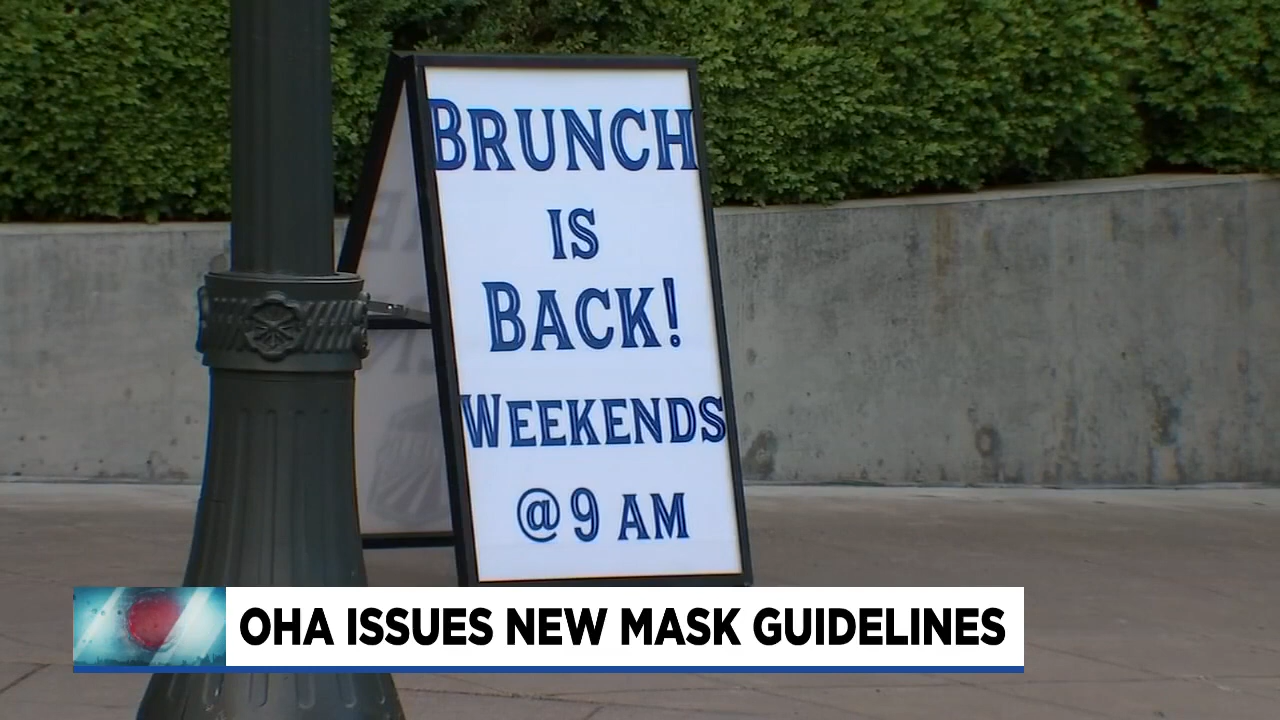 BRUNCH
IS
BACK!
WEEKENDS
@ 9 AM
OHA ISSUES NEW MASK GUIDELINES